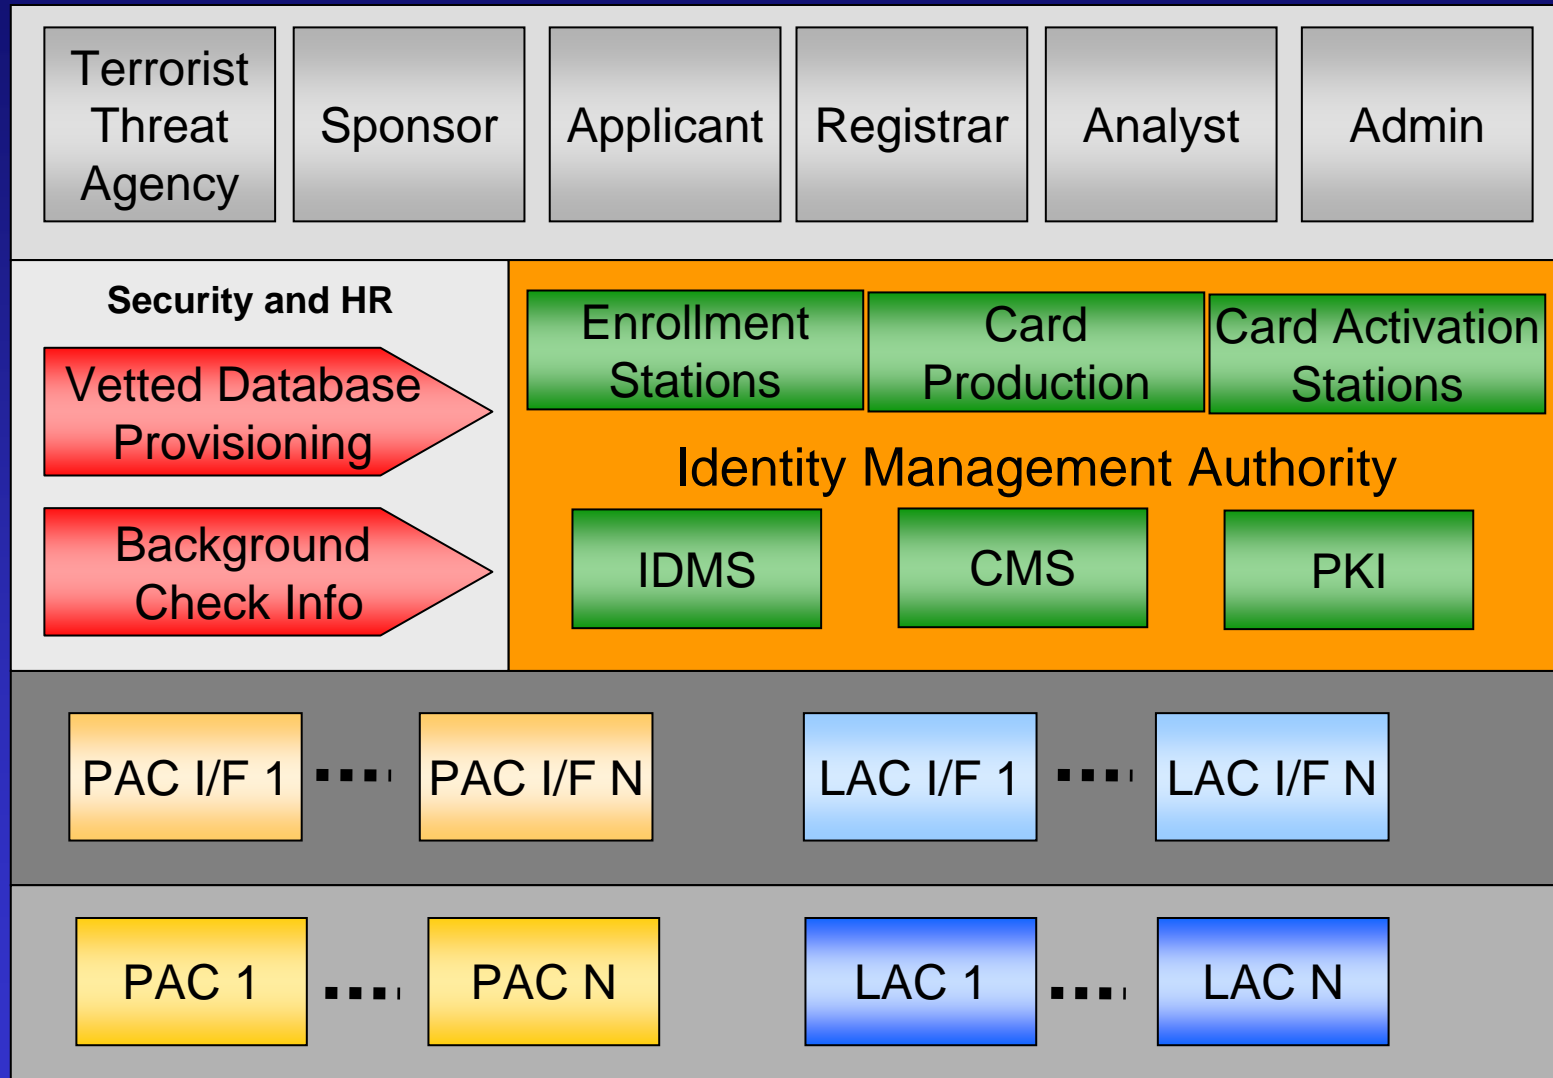 Terrorist
Threat
Agency
Sponsor
Applicant
Registrar
Analyst
Admin
Security and HR
Vetted Database
Provisioning
Background
Check Info
Enrollment
Stations
Card
Production
Card Activation
Stations
Identity Management Authority
IDMS
CMS
PKI
PAC I/F 1
PAC I/F N
LAC I/F 1
LAC I/F N
PAC 1
PAC N
LAC 1
LAC N